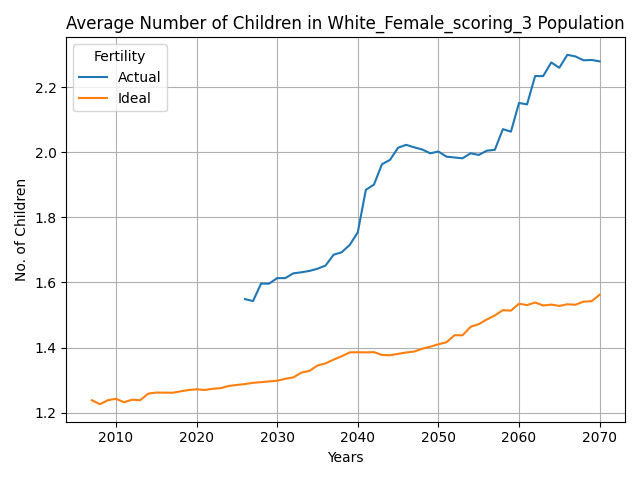 Average Number of Children in White_Female_scoring_3 Population
Fertility
Actual
Ideal
No. of Children
2.2
2.0
1.8
1.6
1.4
1.2
2010 2020 2030 2040 2050 2060 2070
Years